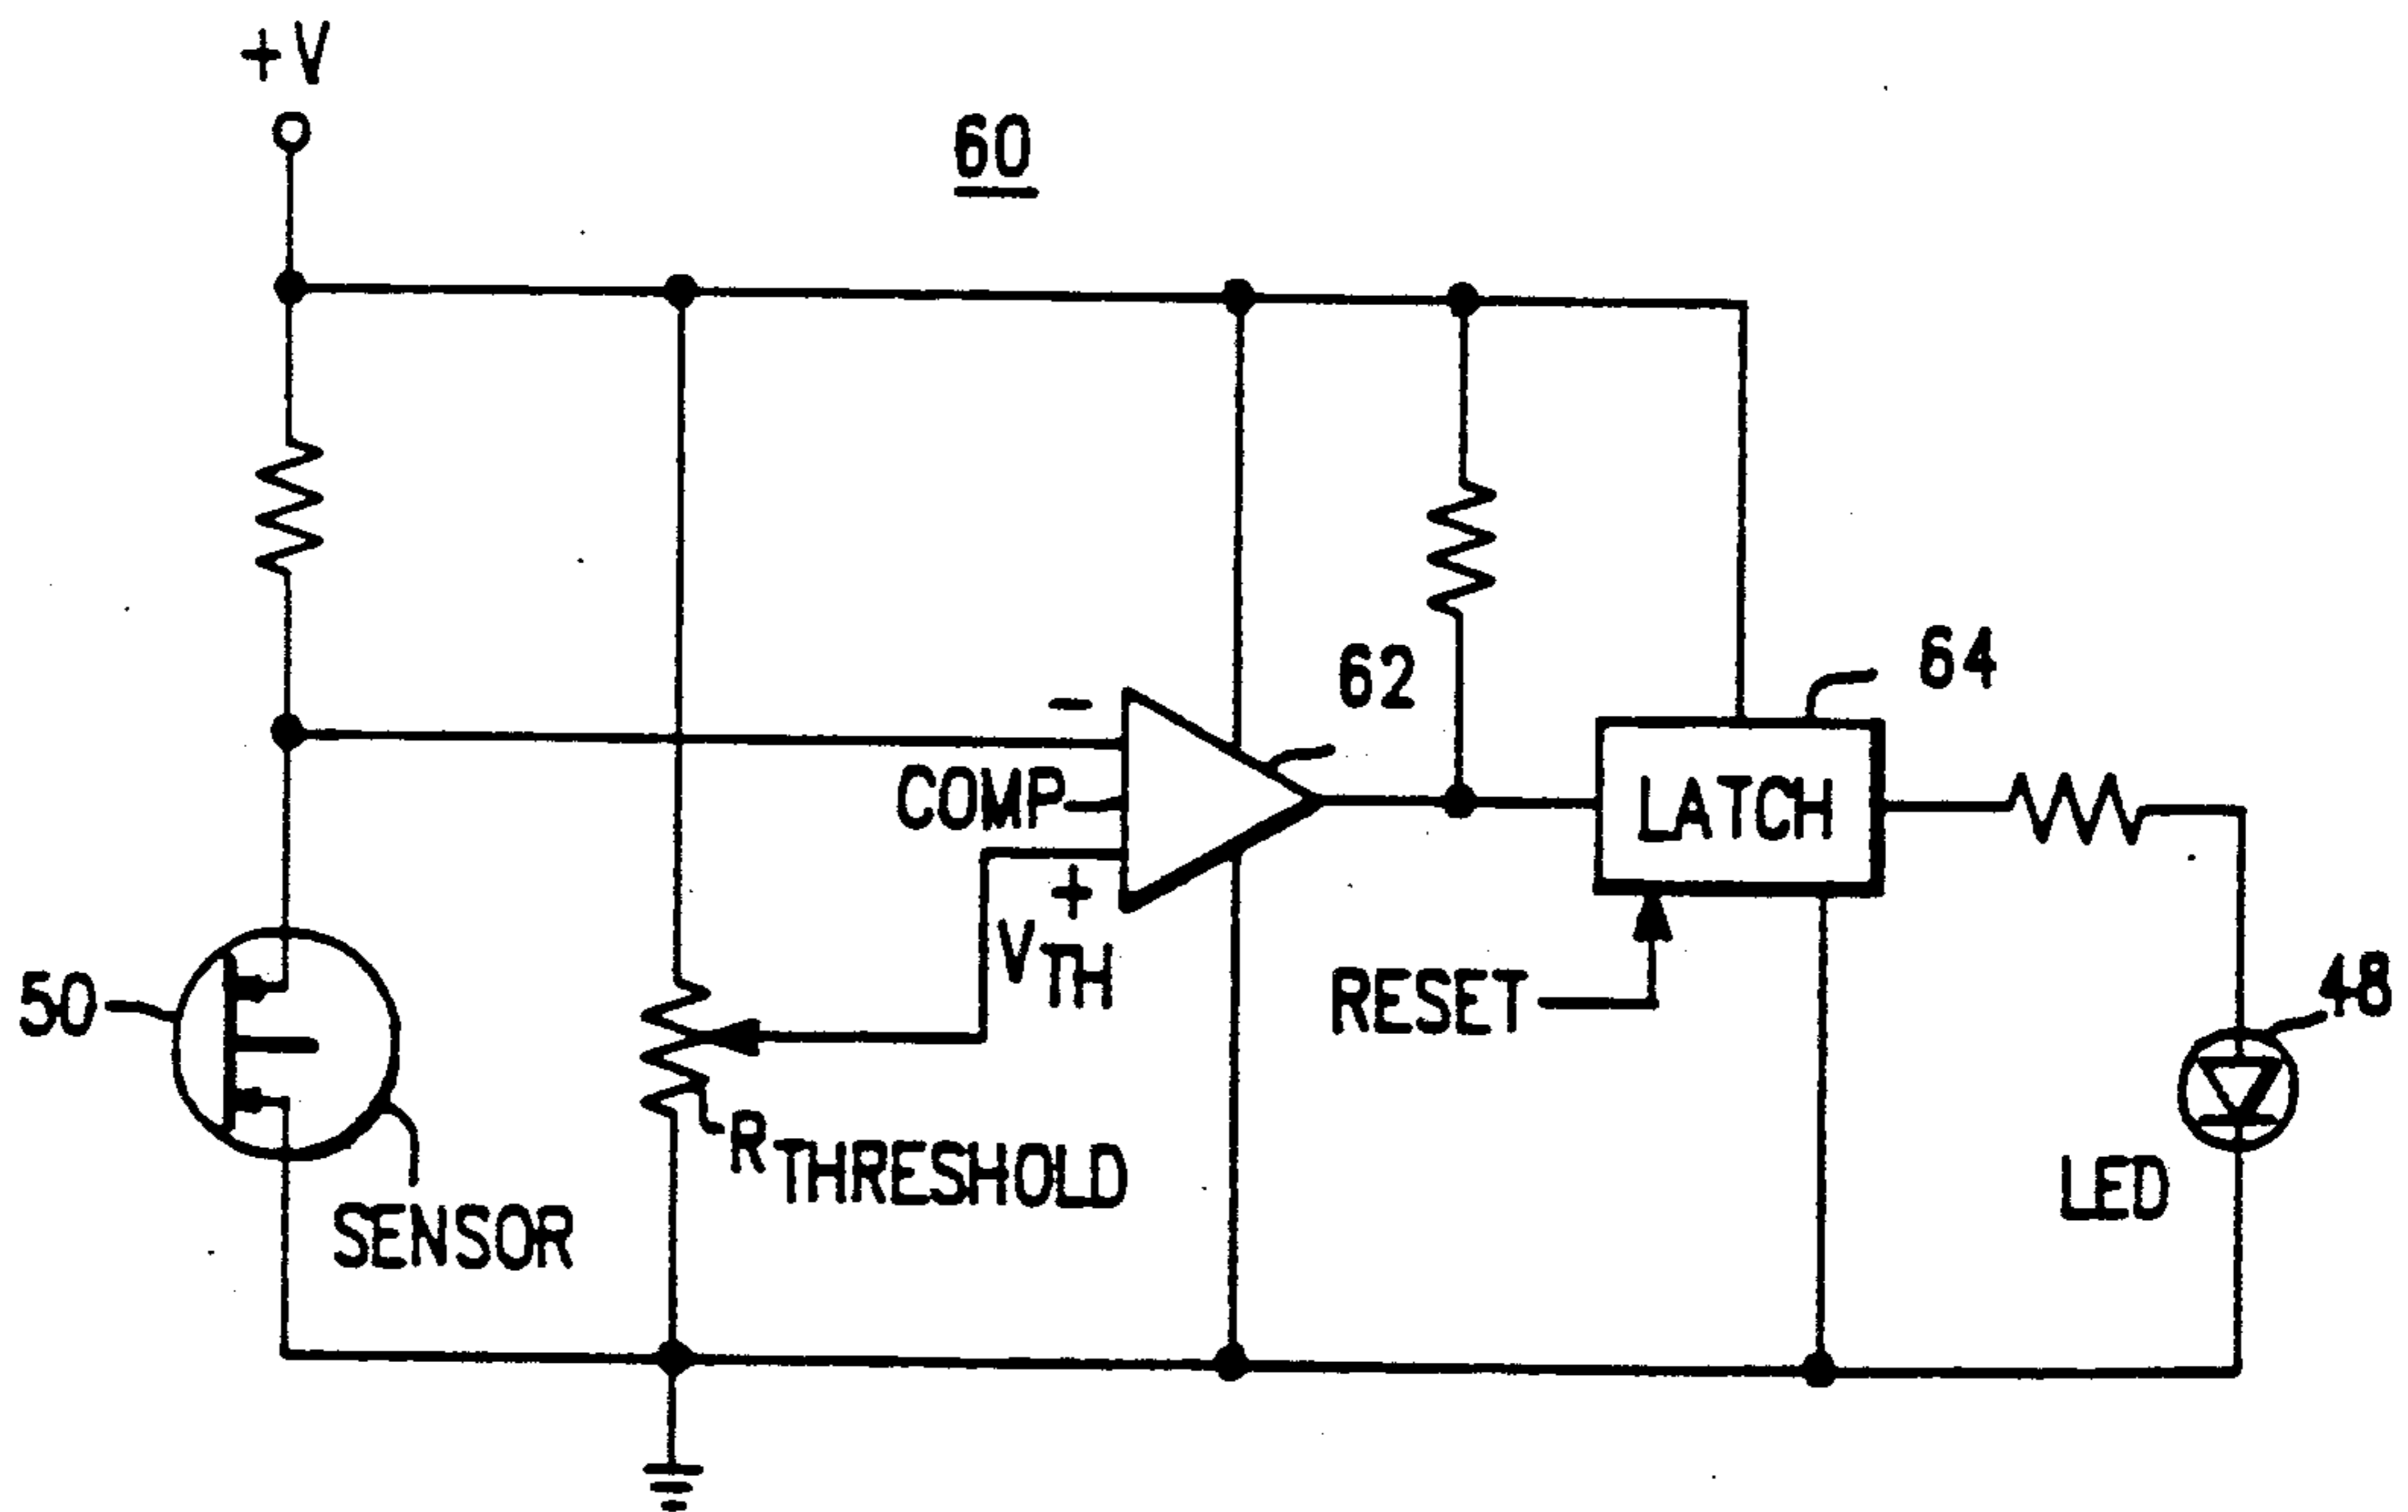 +V
60
62
64
-
COMP
LATCH
+
VTH
50
RESET
48
RTHRESHOLD
SENSOR
LED